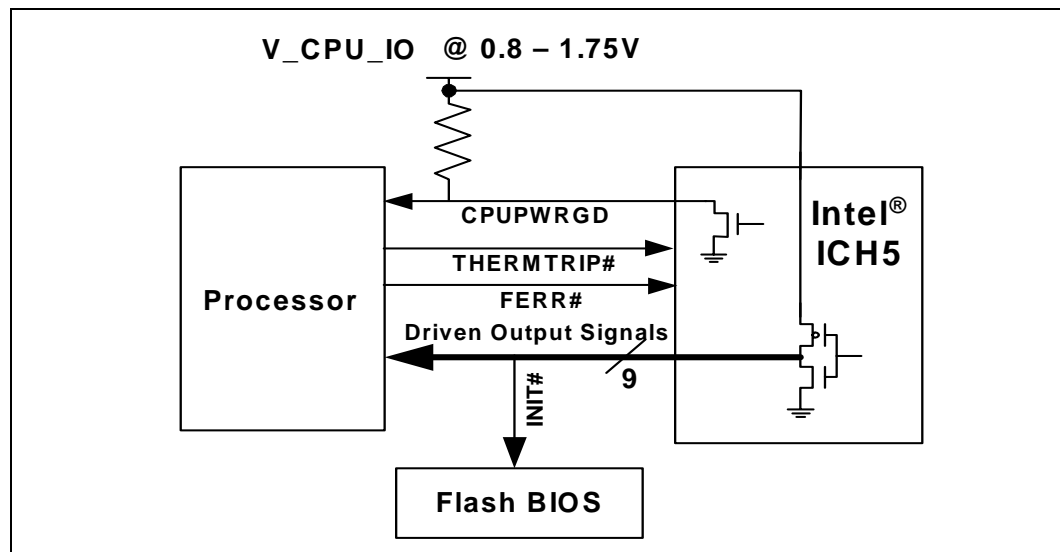 V_CPU_IO @ 0.8 – 1.75V
CPUPWRGD
Intel®
ICH5
THERMTRIP#
Processor
FERR#
Driven Output Signals
9
INIT#
Flash BIOS